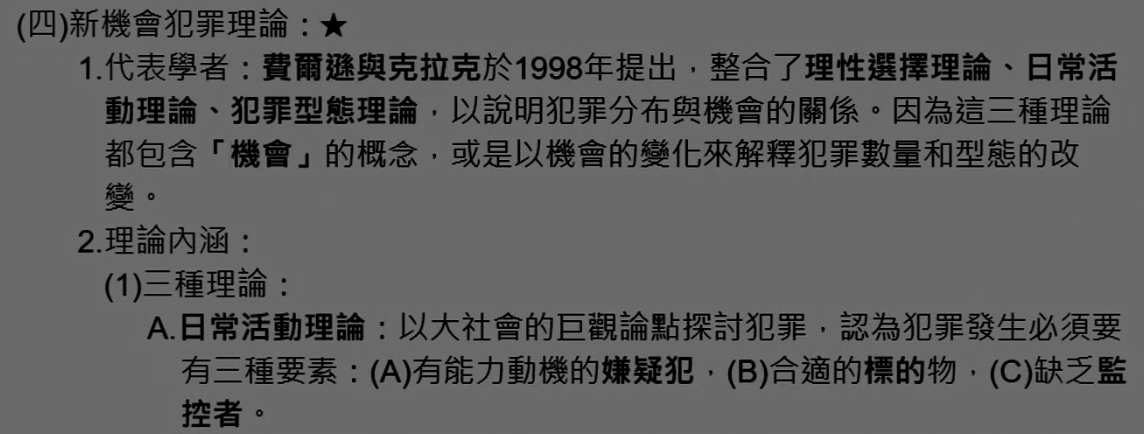 (四)新機會犯罪理論：★
1.代表學者：費爾遜與克拉克於1998年提出，整合了理性選擇理論、日常活
動理論、犯罪型態理論，以說明犯罪分布與機會的關係。因為這三種理論
都包含「機會」的概念，或是以機會的變化來解釋犯罪數量和型態的改
變。
2.理論內涵：
(1)三種理論：
A.日常活動理論：以大社會的巨觀論點探討犯罪，認為犯罪發生必須要
有三種要素：(A)有能力動機的嫌疑犯，(B)合適的標的物，(C)缺乏監
控者。